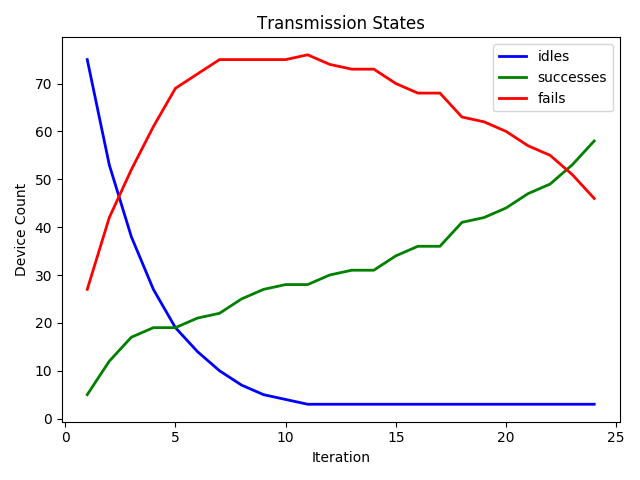 Transmission States
idles
successes
fails
Device Count
70
60
50
40
30
20
10
0
0 5 10 15 20 25
Iteration